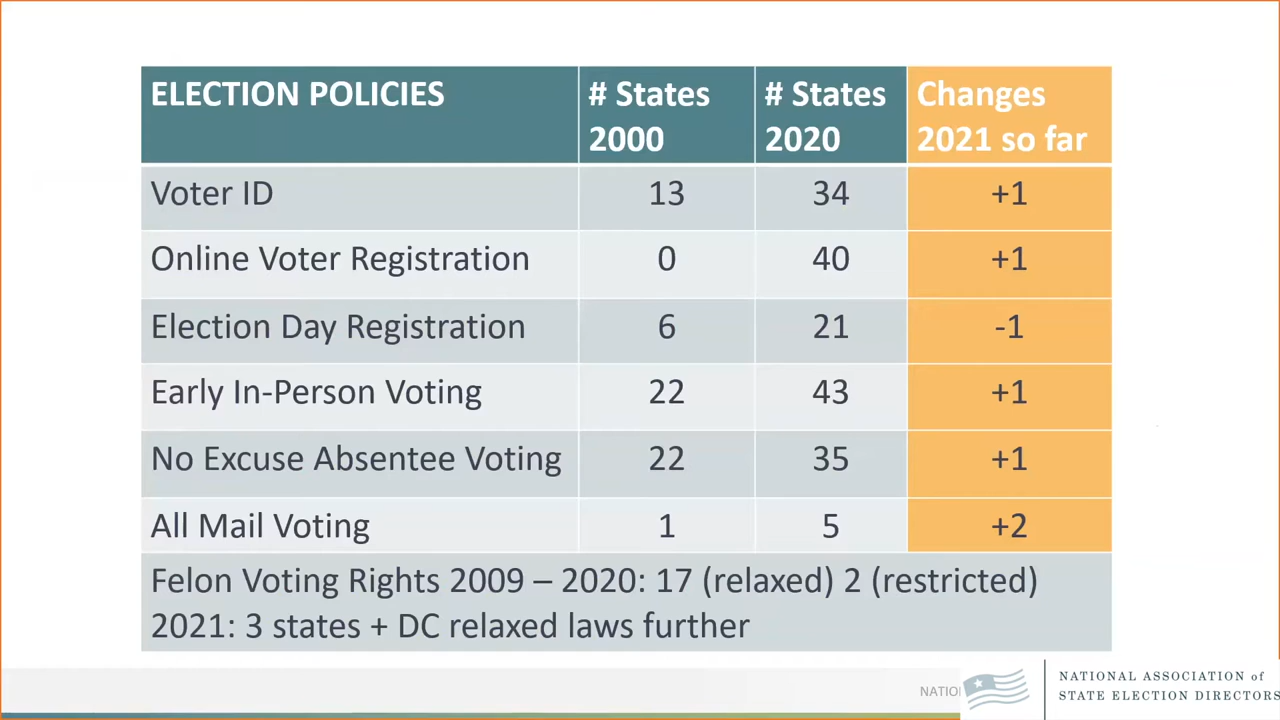 ELECTION POLICIES # States 2000 # States 2020 Changes 2021 so far
Voter ID 13 34 +1
Online Voter Registration 0 40 +1
Election Day Registration 6 21 -1
Early In-Person Voting 22 43 +1
No Excuse Absentee Voting 22 35 +1
All Mail Voting 1 5 +2
Felon Voting Rights 2009 – 2020: 17 (relaxed) 2 (restricted)
2021: 3 states + DC relaxed laws further
NATIONAL ASSOCIATION of
STATE ELECTION DIRECTORS